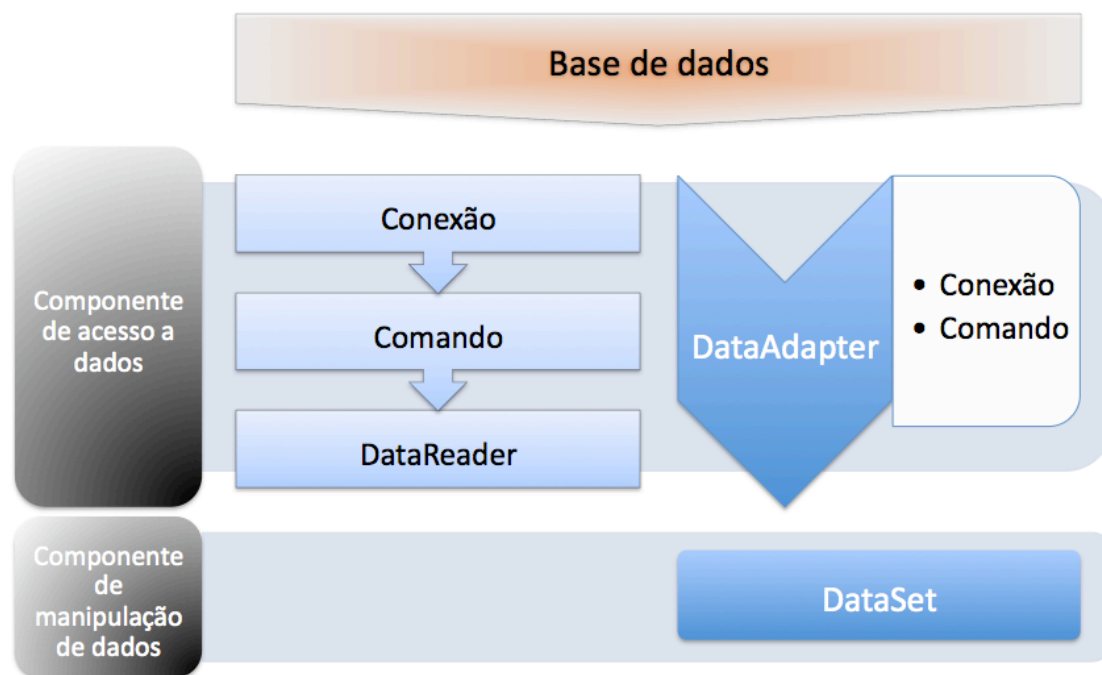 Base de dados
Componente
de acesso a
dados
Conexão
Comando
DataReader
DataAdapter
• Conexão
• Comando
Componente
de
manipulação
de dados
DataSet